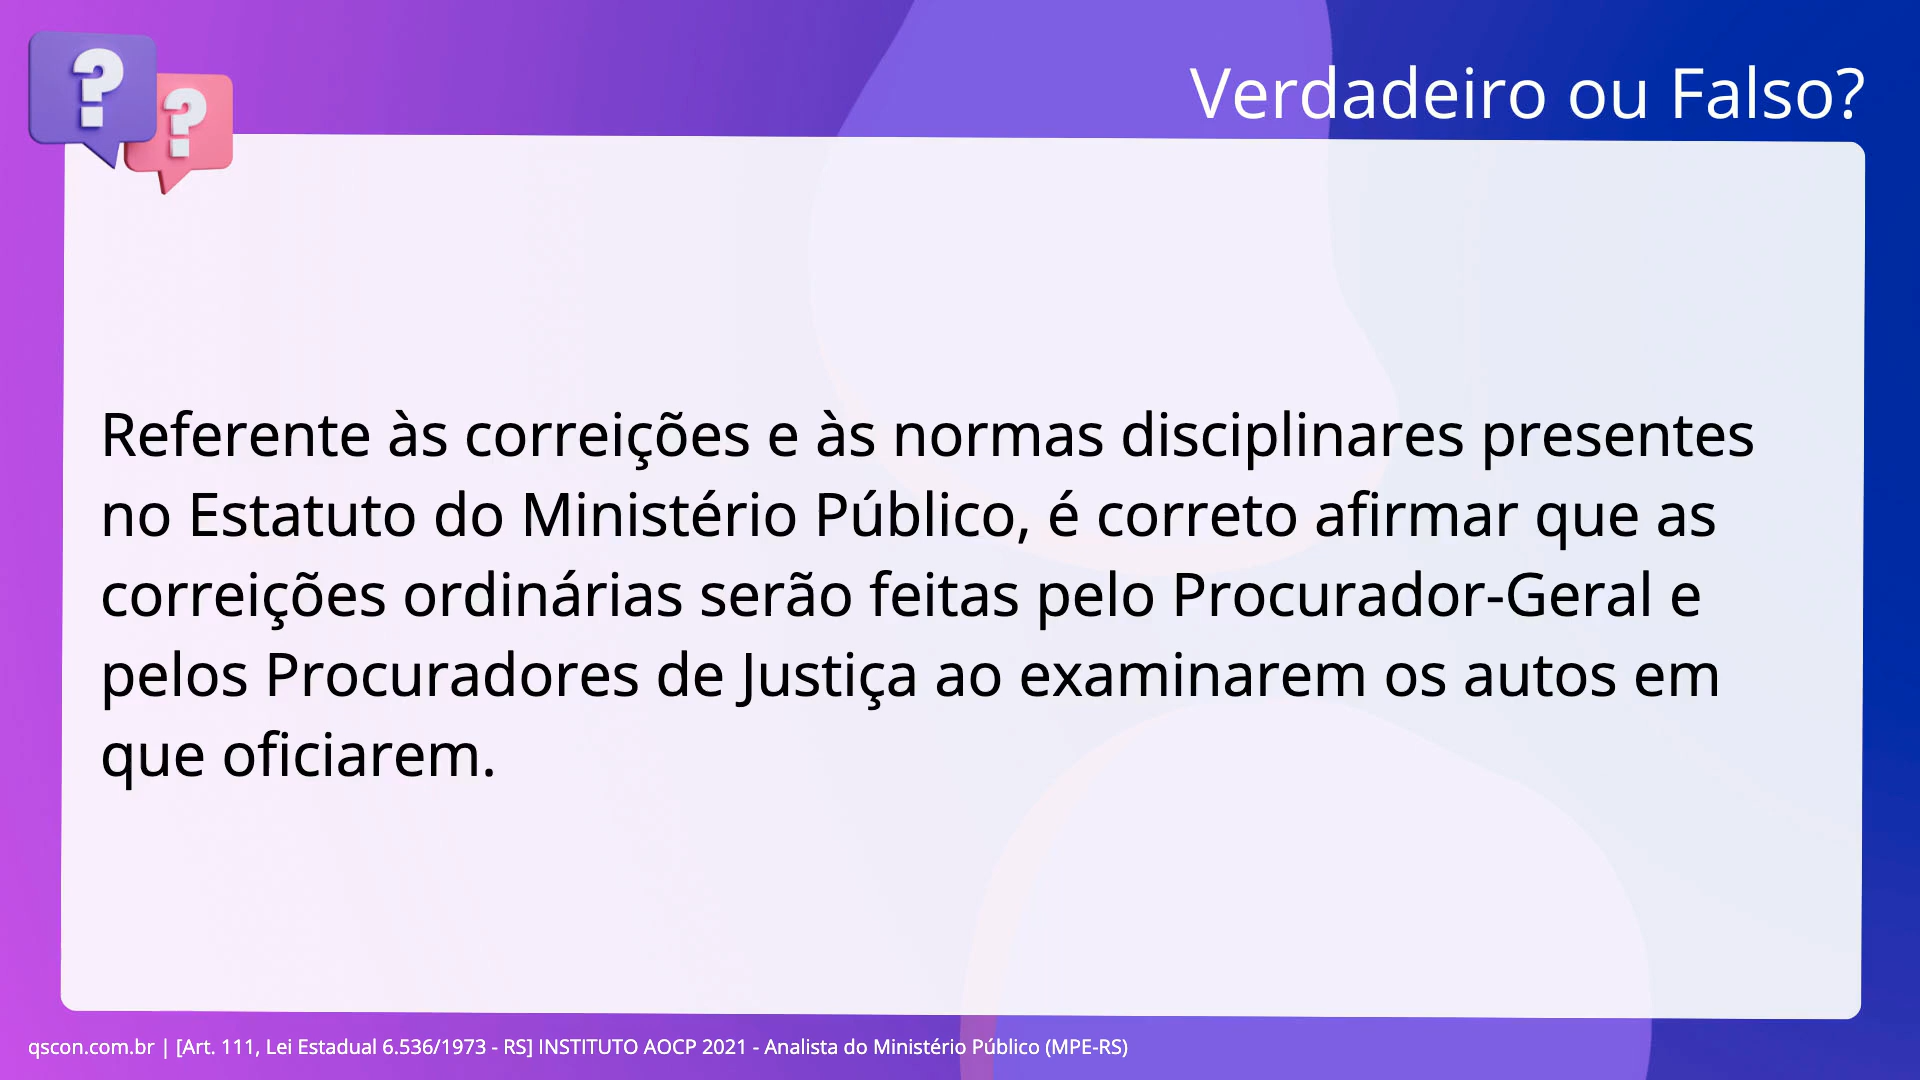 Verdadeiro ou Falso?
Referente às correições e às normas disciplinares presentes
no Estatuto do Ministério Público, é correto afirmar que as
correições ordinárias serão feitas pelo Procurador-Geral e
pelos Procuradores de Justiça ao examinarem os autos em
que oficiarem.
qscon.com.br | [Art. 111, Lei Estadual 6.536/1973 - RS] INSTITUTO AOCP 2021 - Analista do Ministério Público (MPE-RS)